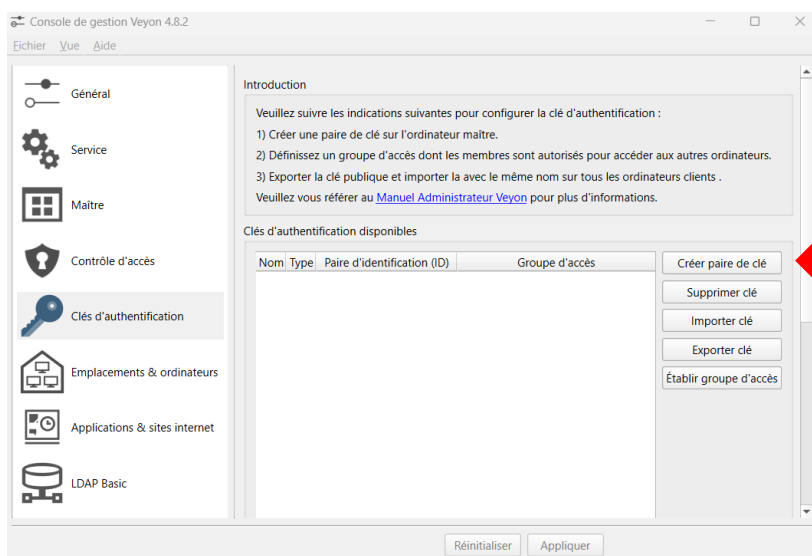 Console de gestion Veyon 4.8.2
Fichier Vue Aide
Général
Service
Maître
Contrôle d'accès
Clés d'authentification
Emplacements & ordinateurs
Applications & sites internet
LDAP Basic
Introduction
Veuillez suivre les indications suivantes pour configurer la clé d'authentification :
1) Créer une paire de clé sur l'ordinateur maître.
2) Définissez un groupe d'accès dont les membres sont autorisés pour accéder aux autres ordinateurs.
3) Exporter la clé publique et importer la avec le même nom sur tous les ordinateurs clients .
Veuillez vous référer au Manuel Administrateur Veyon pour plus d'informations.
Clés d'authentification disponibles
Nom Type Paire d'identification (ID) Groupe d'accès
Créer paire de clé
Supprimer clé
Importer clé
Exporter clé
Établir groupe d'accès
Réinitialiser Appliquer